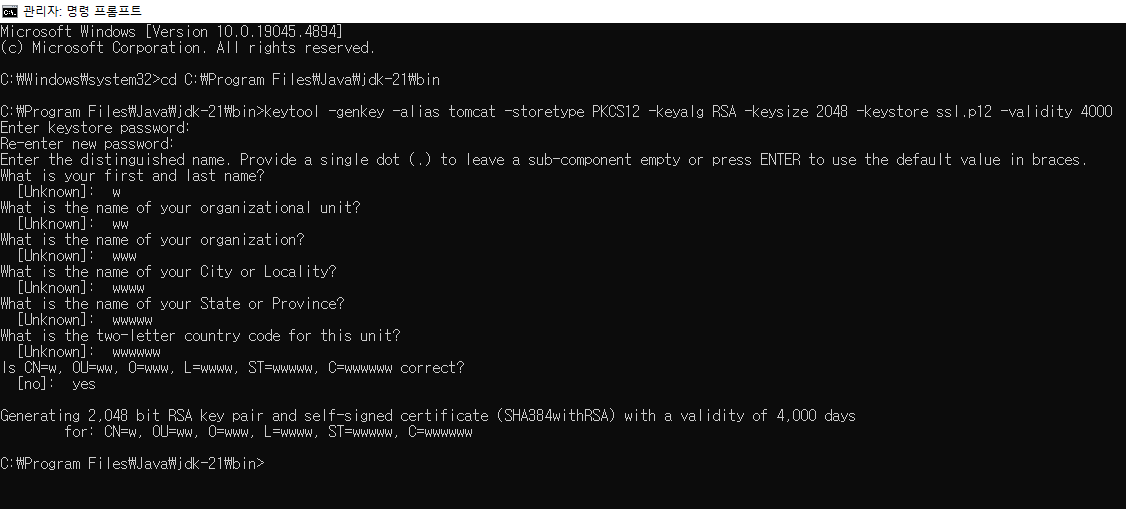 관리자: 명령 프롬프트
Microsoft Windows [Version 10.0.19045.4894]
(c) Microsoft Corporation. All rights reserved.
C:₩Windows₩system32>cd C:₩Program Files₩Java₩jdk-21₩bin
C:₩Program Files₩Java₩jdk-21₩bin>keytool -genkey -alias tomcat -storetype PKCS12 -keyalg RSA -keysize 2048 -keystore ssl.p12 -validity 4000
Enter keystore password:
Re-enter new password:
Enter the distinguished name. Provide a single dot (.) to leave a sub-component empty or press ENTER to use the default value in braces.
What is your first and last name?
[Unknown]:  w
What is the name of your organizational unit?
[Unknown]:  ww
What is the name of your organization?
[Unknown]:  www
What is the name of your City or Locality?
[Unknown]:  wwww
What is the name of your State or Province?
[Unknown]:  wwwww
What is the two-letter country code for this unit?
[Unknown]:  wwwwww
Is CN=w, OU=ww, O=www, L=wwww, ST=wwwww, C=wwwwww correct?
[no]:  yes
Generating 2,048 bit RSA key pair and self-signed certificate (SHA384withRSA) with a validity of 4,000 days
for: CN=w, OU=ww, O=www, L=wwww, ST=wwwww, C=wwwwww
C:₩Program Files₩Java₩jdk-21₩bin>